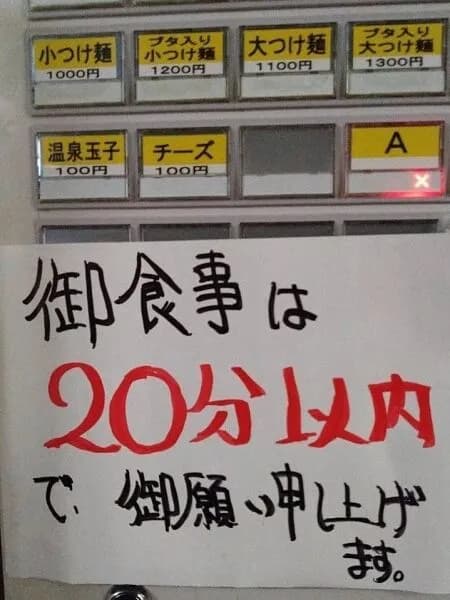 小つけ麺
1000円
ブタ入り
小つけ麺
1200円
大つけ麺
1100円
ブタ入り
大つけ麺
1300円
温泉玉子
100円
チーズ
100円
A
×
御食事は
20分以内
で御願い申し上げ
ます。